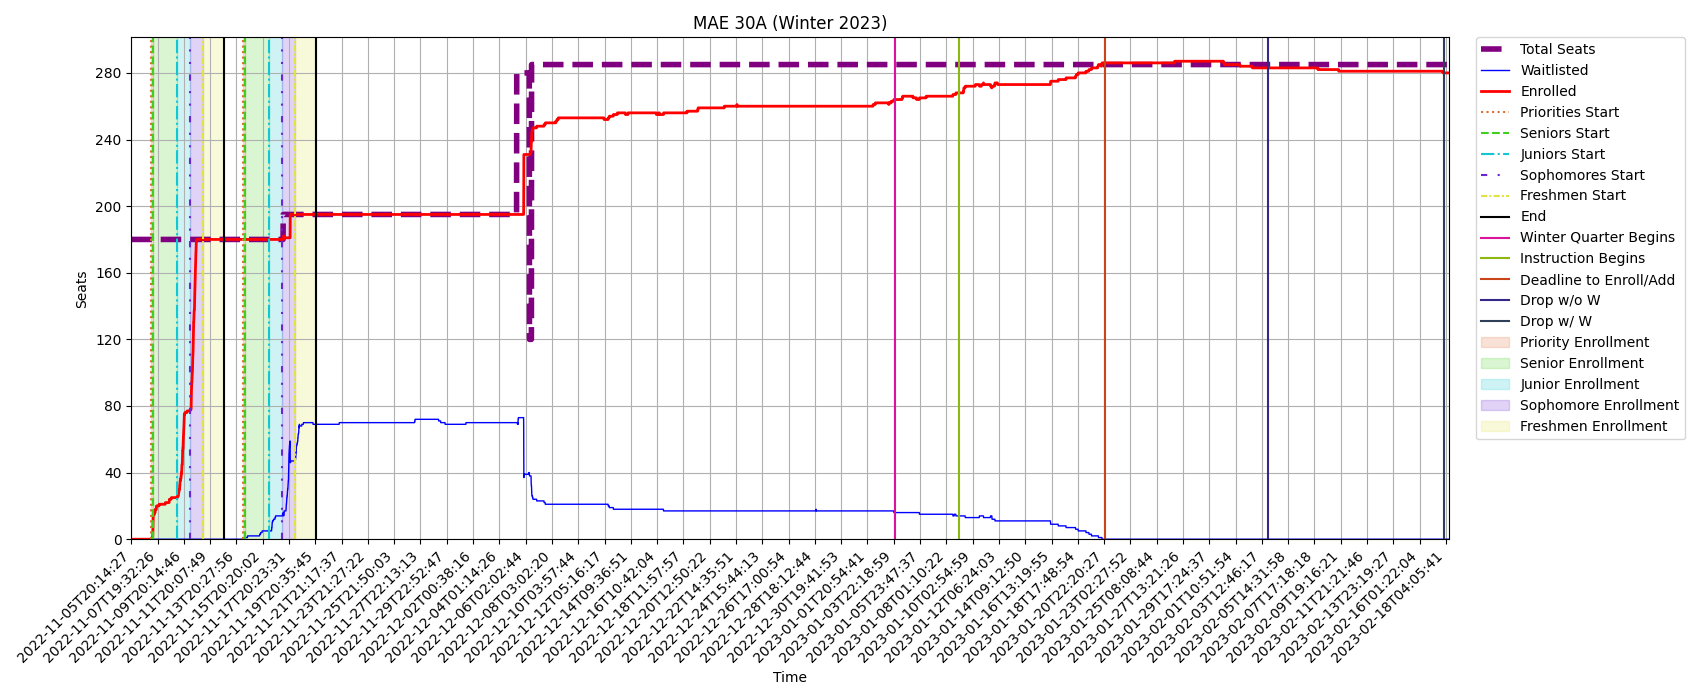 MAE 30A (Winter 2023)
Seats
280
240
200
160
120
80
40
0
2022-11-05T20:14:27
2022-11-07T19:32:26
2022-11-09T20:14:46
2022-11-11T20:07:49
2022-11-13T20:27:56
2022-11-15T20:20:02
2022-11-17T20:23:31
2022-11-19T20:35:45
2022-11-21T21:17:37
2022-11-23T21:27:22
2022-11-25T21:50:03
2022-11-27T22:13:13
2022-11-29T22:52:47
2022-12-02T00:38:16
2022-12-04T01:14:26
2022-12-06T02:02:44
2022-12-08T03:02:20
2022-12-10T03:57:44
2022-12-12T05:16:17
2022-12-14T09:36:51
2022-12-16T10:42:04
2022-12-18T11:57:57
2022-12-20T12:50:22
2022-12-22T14:35:51
2022-12-24T15:44:13
2022-12-26T17:00:54
2022-12-28T18:12:44
2022-12-30T19:41:53
2023-01-01T20:54:41
2023-01-03T22:18:59
2023-01-05T23:47:37
2023-01-08T01:10:22
2023-01-10T02:54:59
2023-01-12T06:24:03
2023-01-14T09:12:50
2023-01-16T13:19:55
2023-01-18T17:48:54
2023-01-20T22:20:27
2023-01-23T03:27:52
2023-01-25T08:08:44
2023-01-27T13:21:26
2023-01-29T17:24:37
2023-02-01T10:51:54
2023-02-03T12:46:17
2023-02-05T14:31:58
2023-02-07T17:18:18
2023-02-09T19:16:21
2023-02-11T21:21:46
2023-02-13T23:19:27
2023-02-16T01:22:04
2023-02-18T04:05:41
Time
Total Seats
Waitlisted
Enrolled
Priorities Start
Seniors Start
Juniors Start
Sophomores Start
Freshmen Start
End
Winter Quarter Begins
Instruction Begins
Deadline to Enroll/Add
Drop w/o W
Drop w/ W
Priority Enrollment
Senior Enrollment
Junior Enrollment
Sophomore Enrollment
Freshmen Enrollment